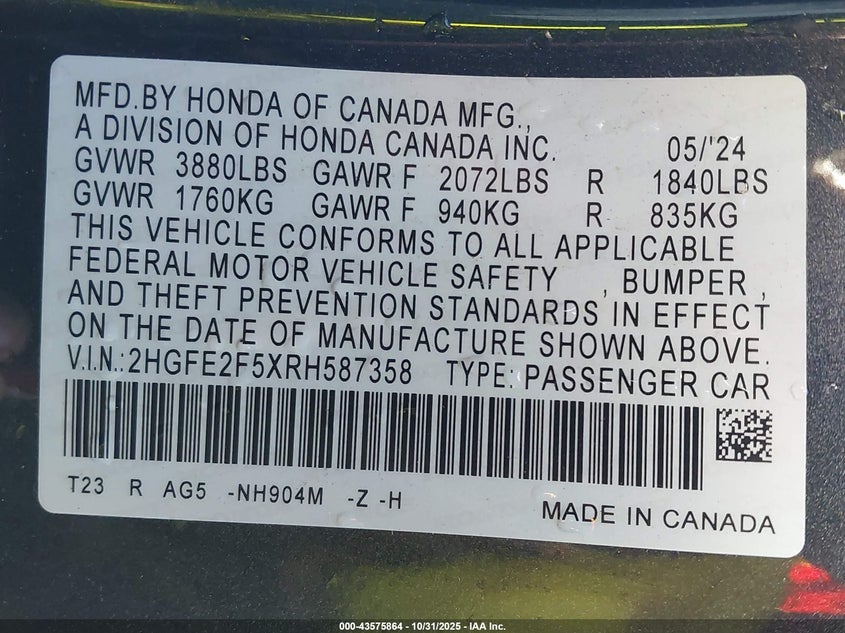 MFD.BY HONDA OF CANADA MFG.,
A DIVISION OF HONDA CANADA INC. 05/'24
GVWR 3880LBS GAWR F 2072LBS R 1840LBS
GVWR 1760KG GAWR F 940KG R 835KG
THIS VEHICLE CONFORMS TO ALL APPLICABLE
FEDERAL MOTOR VEHICLE SAFETY , BUMPER ,
AND THEFT PREVENTION STANDARDS IN EFFECT
ON THE DATE OF MANUFACTURE SHOWN ABOVE.
V.I.N.:2HGFE2F5XRH587358 TYPE: PASSENGER CAR
T23 R AG5 -NH904M -Z -H
MADE IN CANADA
000-43575864 - 10/31/2025 - IAA Inc.